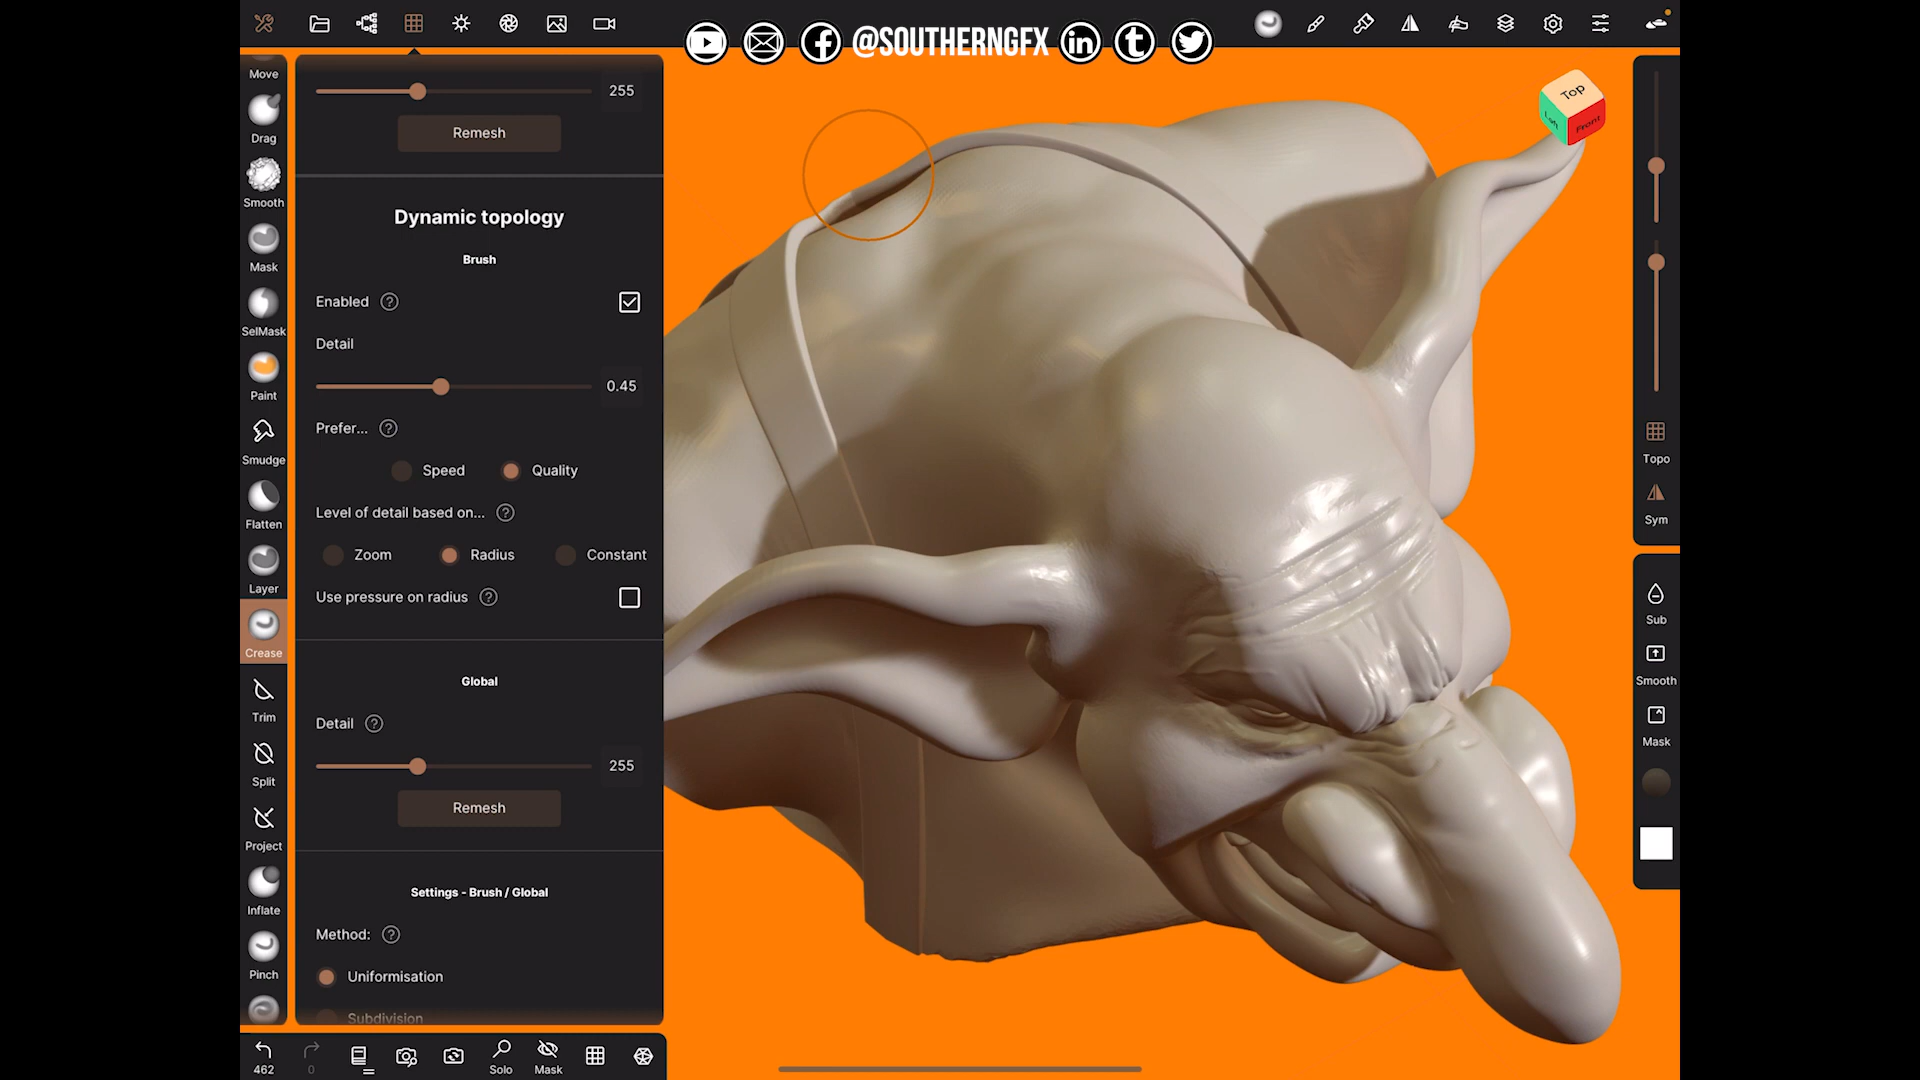 @SOUTHERNGFX
Move
Drag
Smooth
Mask
SelMask
Paint
Smudge
Flatten
Layer
Crease
Trim
Split
Project
Inflate
Pinch
255
Remesh
Dynamic topology
Brush
Enabled ?
Detail
0.45
Prefer... ?
Speed Quality
Level of detail based on... ?
Zoom Radius Constant
Use pressure on radius ?
Global
Detail ?
255
Remesh
Settings - Brush / Global
Method: ?
Uniformisation
Subdivision
Top
Left
Front
Topo
Sym
Sub
Smooth
Mask
462
0
Solo
Mask